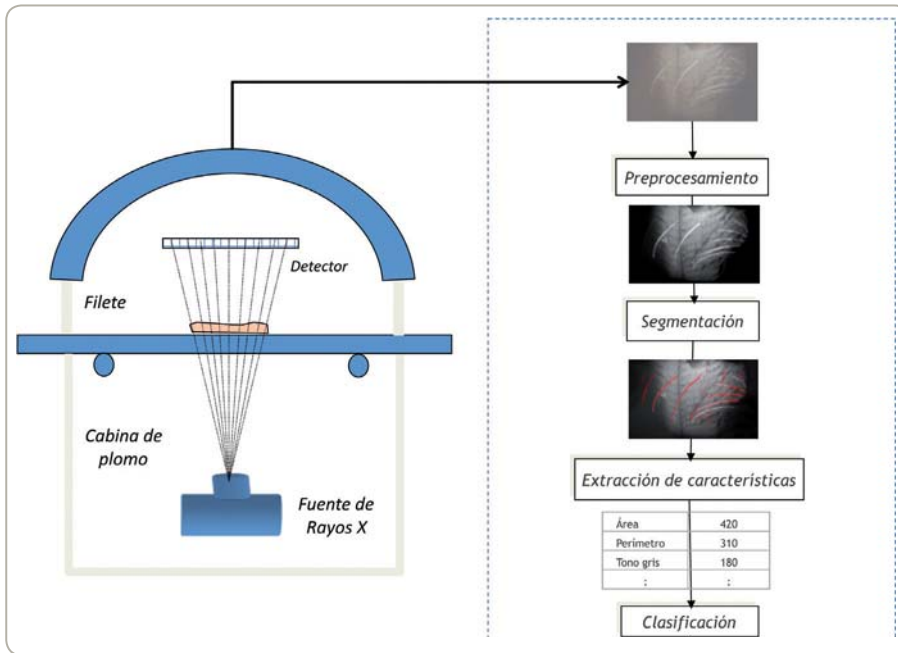 Detector
Filete
Cabina de
plomo
Fuente de
Rayos X
Preprocesamiento
Segmentación
Extracción de características
Área 420
Perímetro 310
Tono gris 180
: :
Clasificación